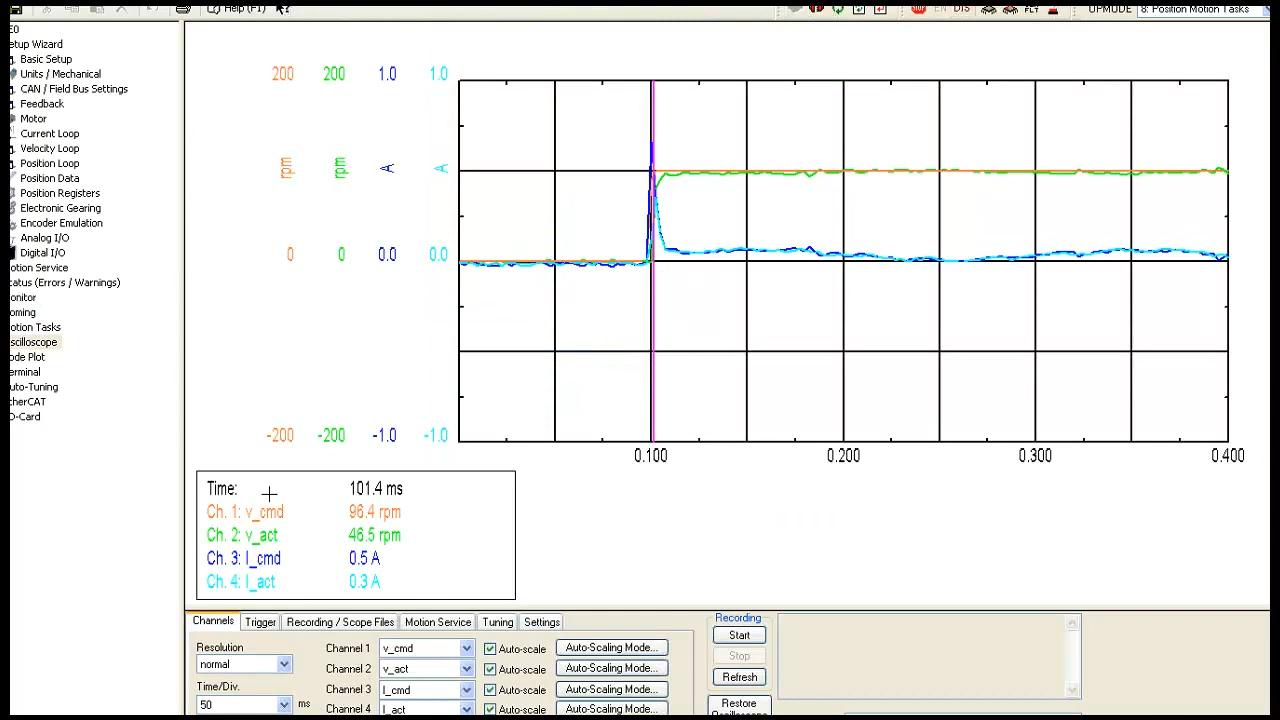 Help (F1)
EN DIS
OPMODE 8: Position Motion Tasks
E0
etup Wizard
Basic Setup
Units / Mechanical
CAN / Field Bus Settings
Feedback
Motor
Current Loop
Velocity Loop
Position Loop
Position Data
Position Registers
Electronic Gearing
Encoder Emulation
Analog I/O
Digital I/O
otion Service
tatus (Errors / Warnings)
onitor
oming
otion Tasks
scilloscope
ode Plot
erminal
uto-Tuning
therCAT
O-Card
200 200 1.0 1.0
rpm rpm A A
0 0 0.0 0.0
-200 -200 -1.0 -1.0
0.100 0.200 0.300 0.400
Time: 101.4 ms
Ch. 1: v_cmd 96.4 rpm
Ch. 2: v_act 46.5 rpm
Ch. 3: I_cmd 0.5 A
Ch. 4: I_act 0.3 A
Channels Trigger Recording / Scope Files Motion Service Tuning Settings
Resolution
normal
Time/Div.
50 ms
Channel 1 v_cmd Auto-scale Auto-Scaling Mode...
Channel 2 v_act Auto-scale Auto-Scaling Mode...
Channel 3 I_cmd Auto-scale Auto-Scaling Mode...
Channel 4 I_act Auto-scale Auto-Scaling Mode...
Recording
Start
Stop
Refresh
Restore